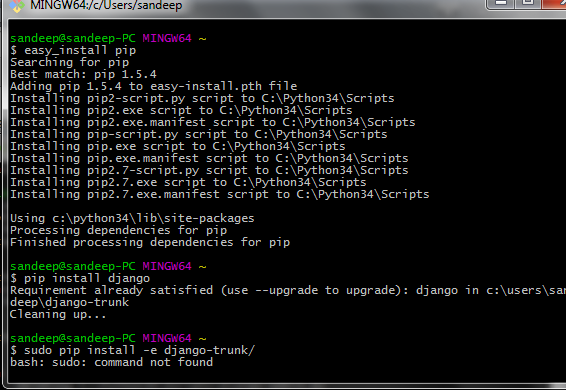 MINGW64:/c/Users/sandeep
sandeep@sandeep-PC MINGW64 ~
$ easy_install pip
Searching for pip
Best match: pip 1.5.4
Adding pip 1.5.4 to easy-install.pth file
Installing pip2-script.py script to C:\Python34\Scripts
Installing pip2.exe script to C:\Python34\Scripts
Installing pip2.exe.manifest script to C:\Python34\Scripts
Installing pip-script.py script to C:\Python34\Scripts
Installing pip.exe script to C:\Python34\Scripts
Installing pip.exe.manifest script to C:\Python34\Scripts
Installing pip2.7-script.py script to C:\Python34\Scripts
Installing pip2.7.exe script to C:\Python34\Scripts
Installing pip2.7.exe.manifest script to C:\Python34\Scripts
Using c:\python34\lib\site-packages
Processing dependencies for pip
Finished processing dependencies for pip
sandeep@sandeep-PC MINGW64 ~
$ pip install django
Requirement already satisfied (use --upgrade to upgrade): django in c:\users\san
deep\django-trunk
Cleaning up...
sandeep@sandeep-PC MINGW64 ~
$ sudo pip install -e django-trunk/
bash: sudo: command not found